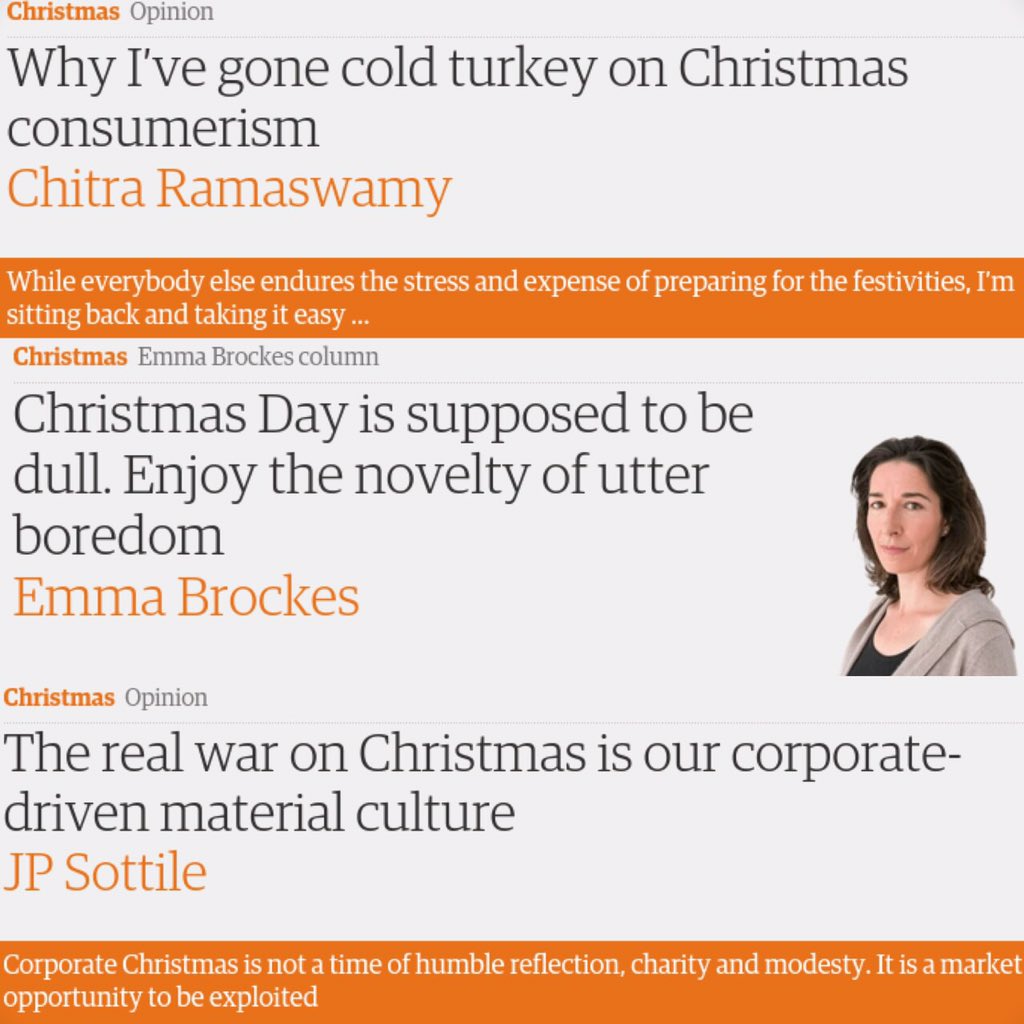 Christmas Opinion
Why I've gone cold turkey on Christmas
consumerism
Chitra Ramaswamy
While everybody else endures the stress and expense of preparing for the festivities, I'm
sitting back and taking it easy ...
Christmas Emma Brockes column
Christmas Day is supposed to be
dull. Enjoy the novelty of utter
boredom
Emma Brockes
Christmas Opinion
The real war on Christmas is our corporate-
driven material culture
JP Sottile
Corporate Christmas is not a time of humble reflection, charity and modesty. It is a market
opportunity to be exploited